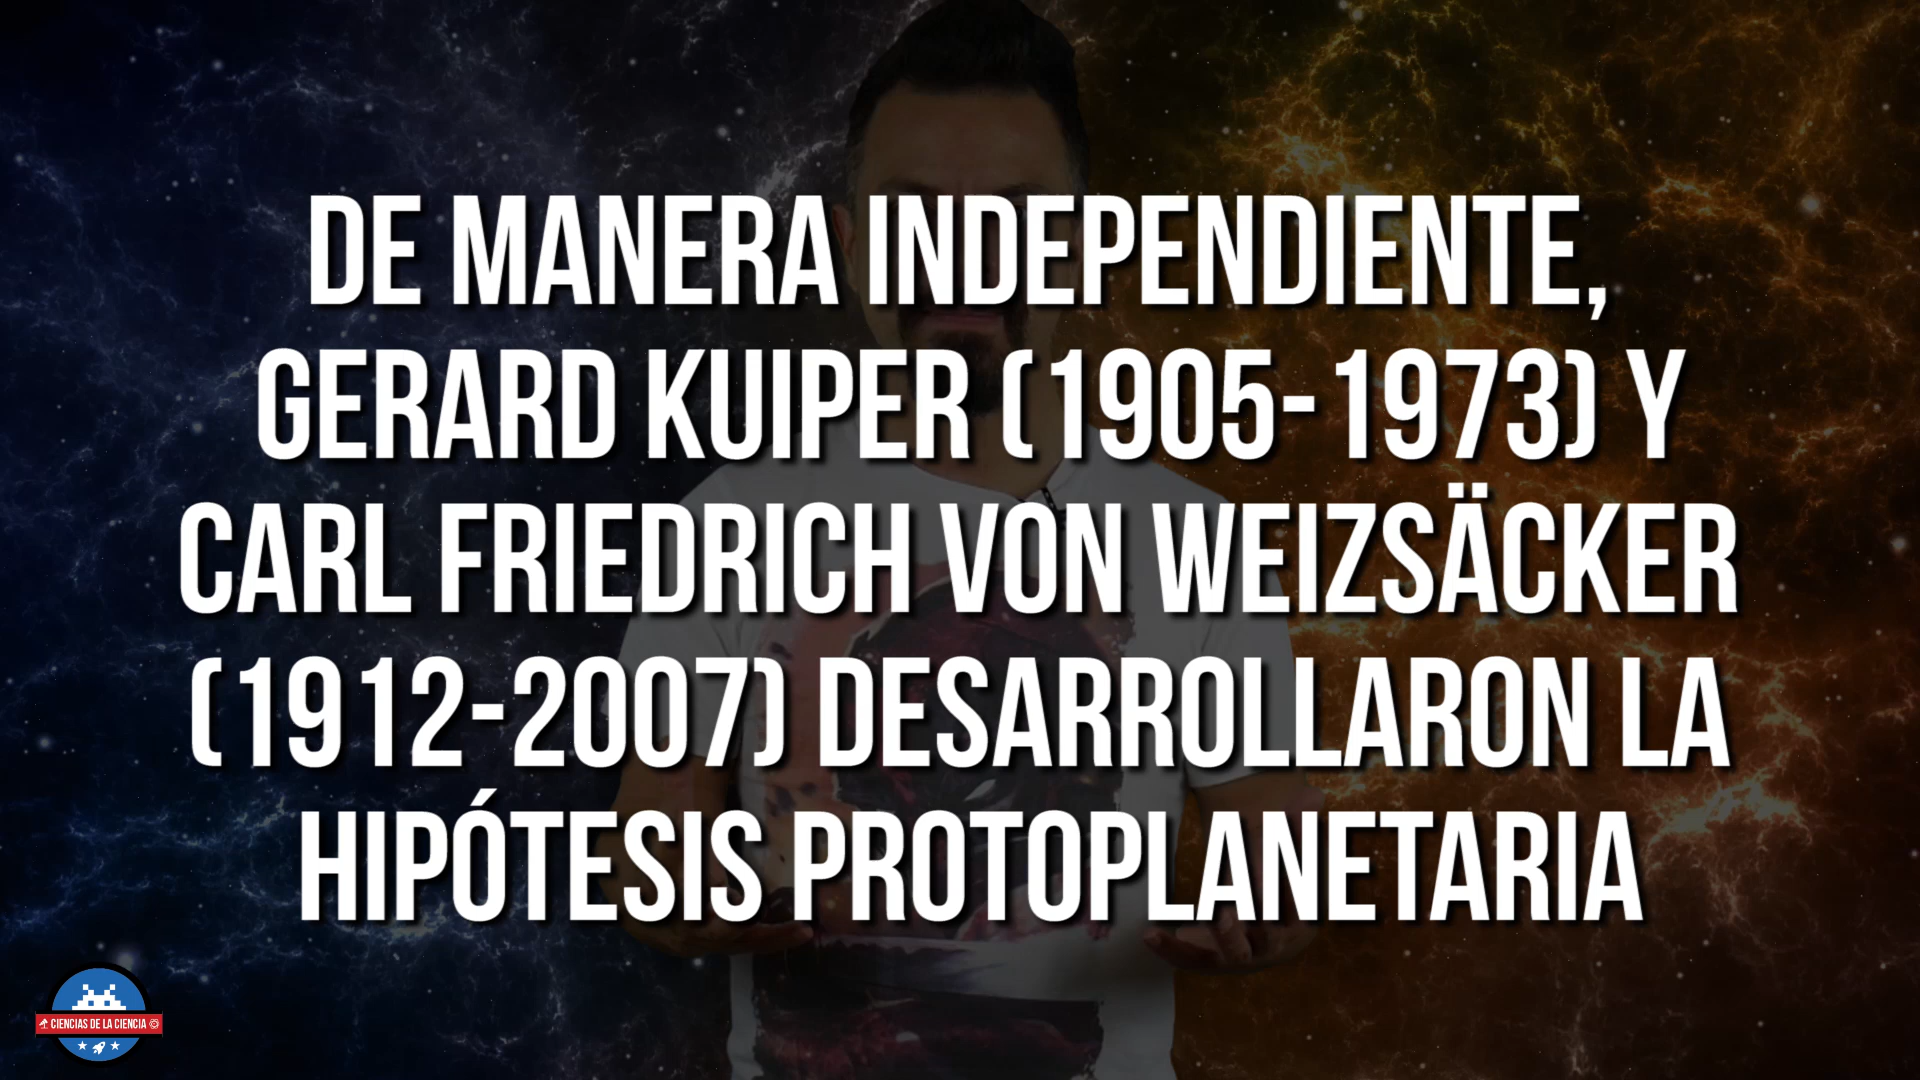 DE MANERA INDEPENDIENTE,
GERARD KUIPER (1905-1973) Y
CARL FRIEDRICH VON WEIZSÄCKER
(1912-2007) DESARROLLARON LA
HIPÓTESIS PROTOPLANETARIA
CIENCIAS DE LA CIENCIA